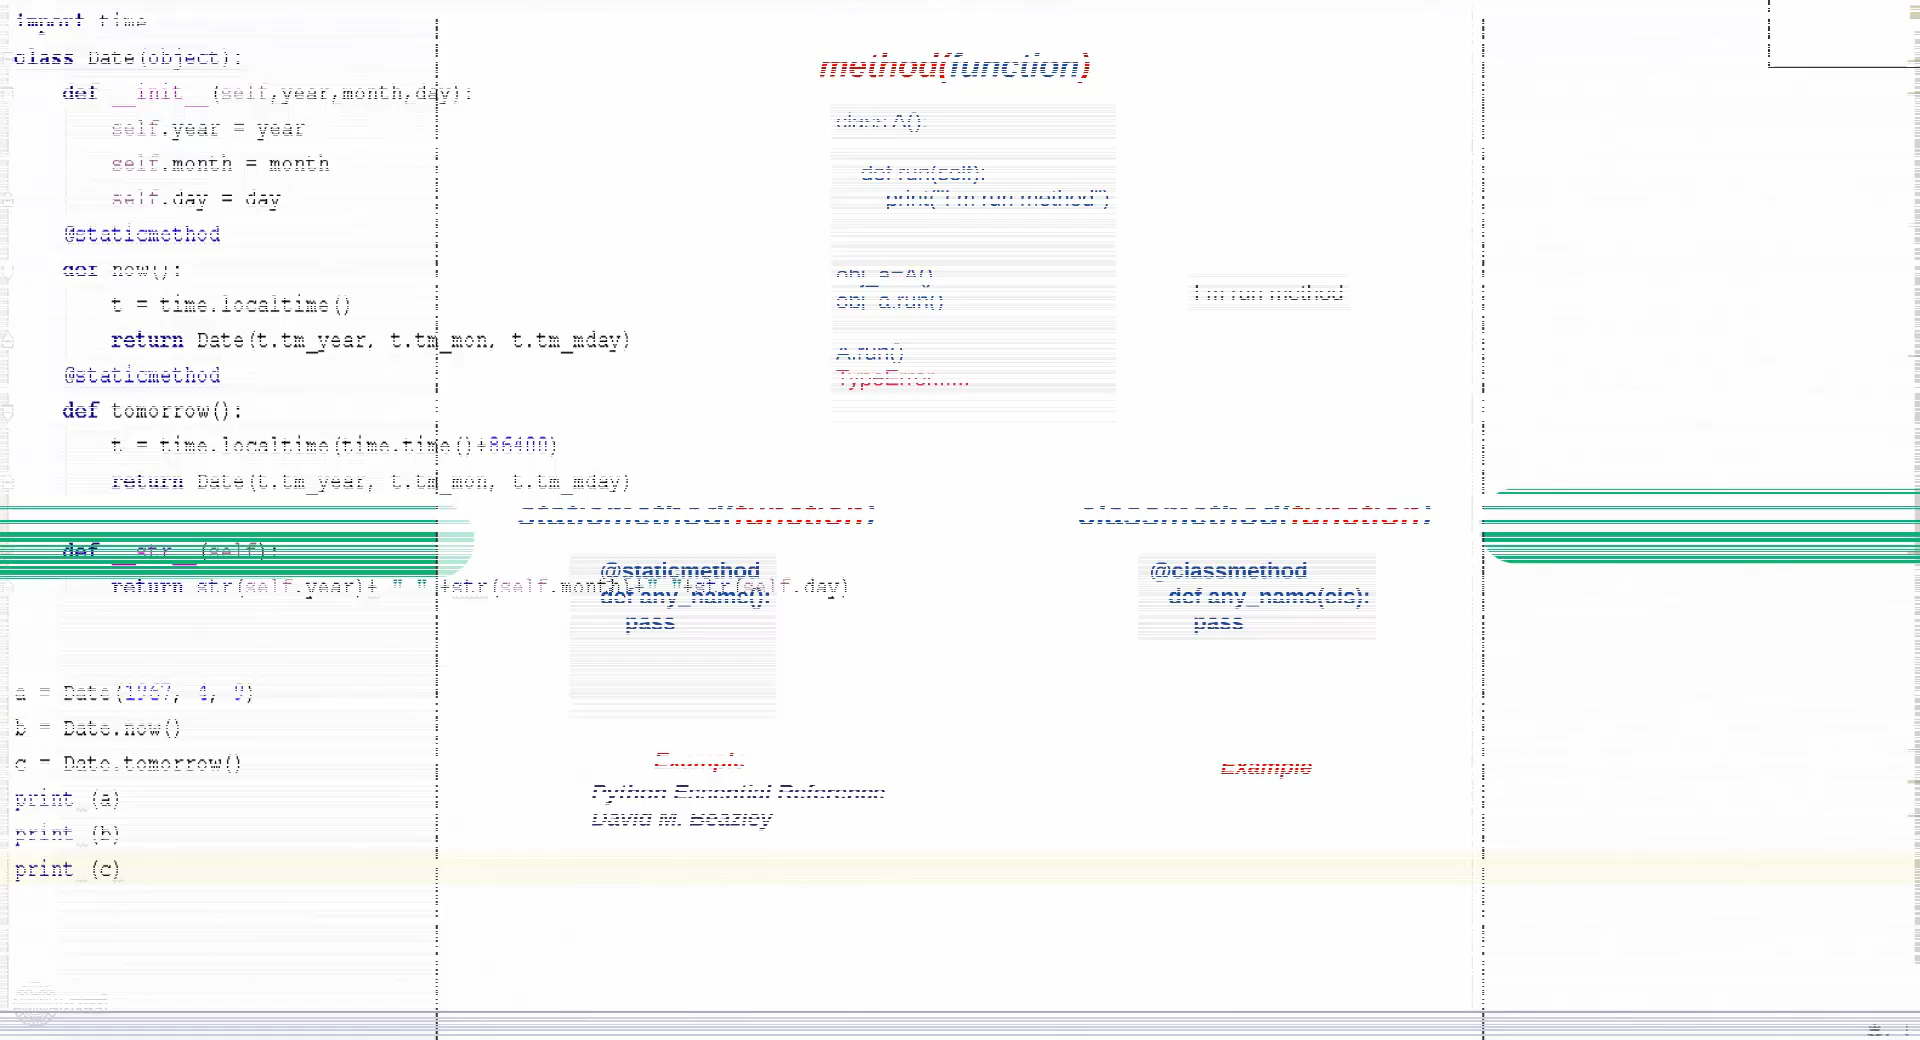 import time
class Date(object):
def __init__(self,year,month,day):
self.year = year
self.month = month
self.day = day
@staticmethod
def now():
t = time.localtime()
return Date(t.tm_year, t.tm_mon, t.tm_mday)
@staticmethod
def tomorrow():
t = time.localtime(time.time()+86400)
return Date(t.tm_year, t.tm_mon, t.tm_mday)
def __str__(self):
return str(self.year)+ "-" +str(self.month)+"-"+str(self.day)
a = Date(1967, 4, 9)
b = Date.now()
c = Date.tomorrow()
print (a)
print (b)
print (c)
method(function)
class A():
def run(self):
print("I'm run method")
obj_a=A()
obj_a.run()
A.run()
TypeError......
I'm run method
staticmethod(function)
@staticmethod
def any_name():
pass
Example
Python Essential Reference
David M. Beazley
classmethod(function)
@classmethod
def any_name(cls):
pass
Example